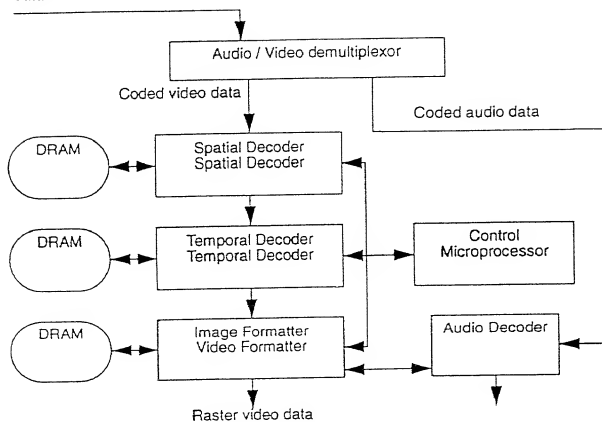 Audio / Video demultiplexor
Coded video data
Coded audio data
DRAM
Spatial Decoder
Spatial Decoder
DRAM
Temporal Decoder
Temporal Decoder
Control
Microprocessor
DRAM
Image Formatter
Video Formatter
Audio Decoder
Raster video data